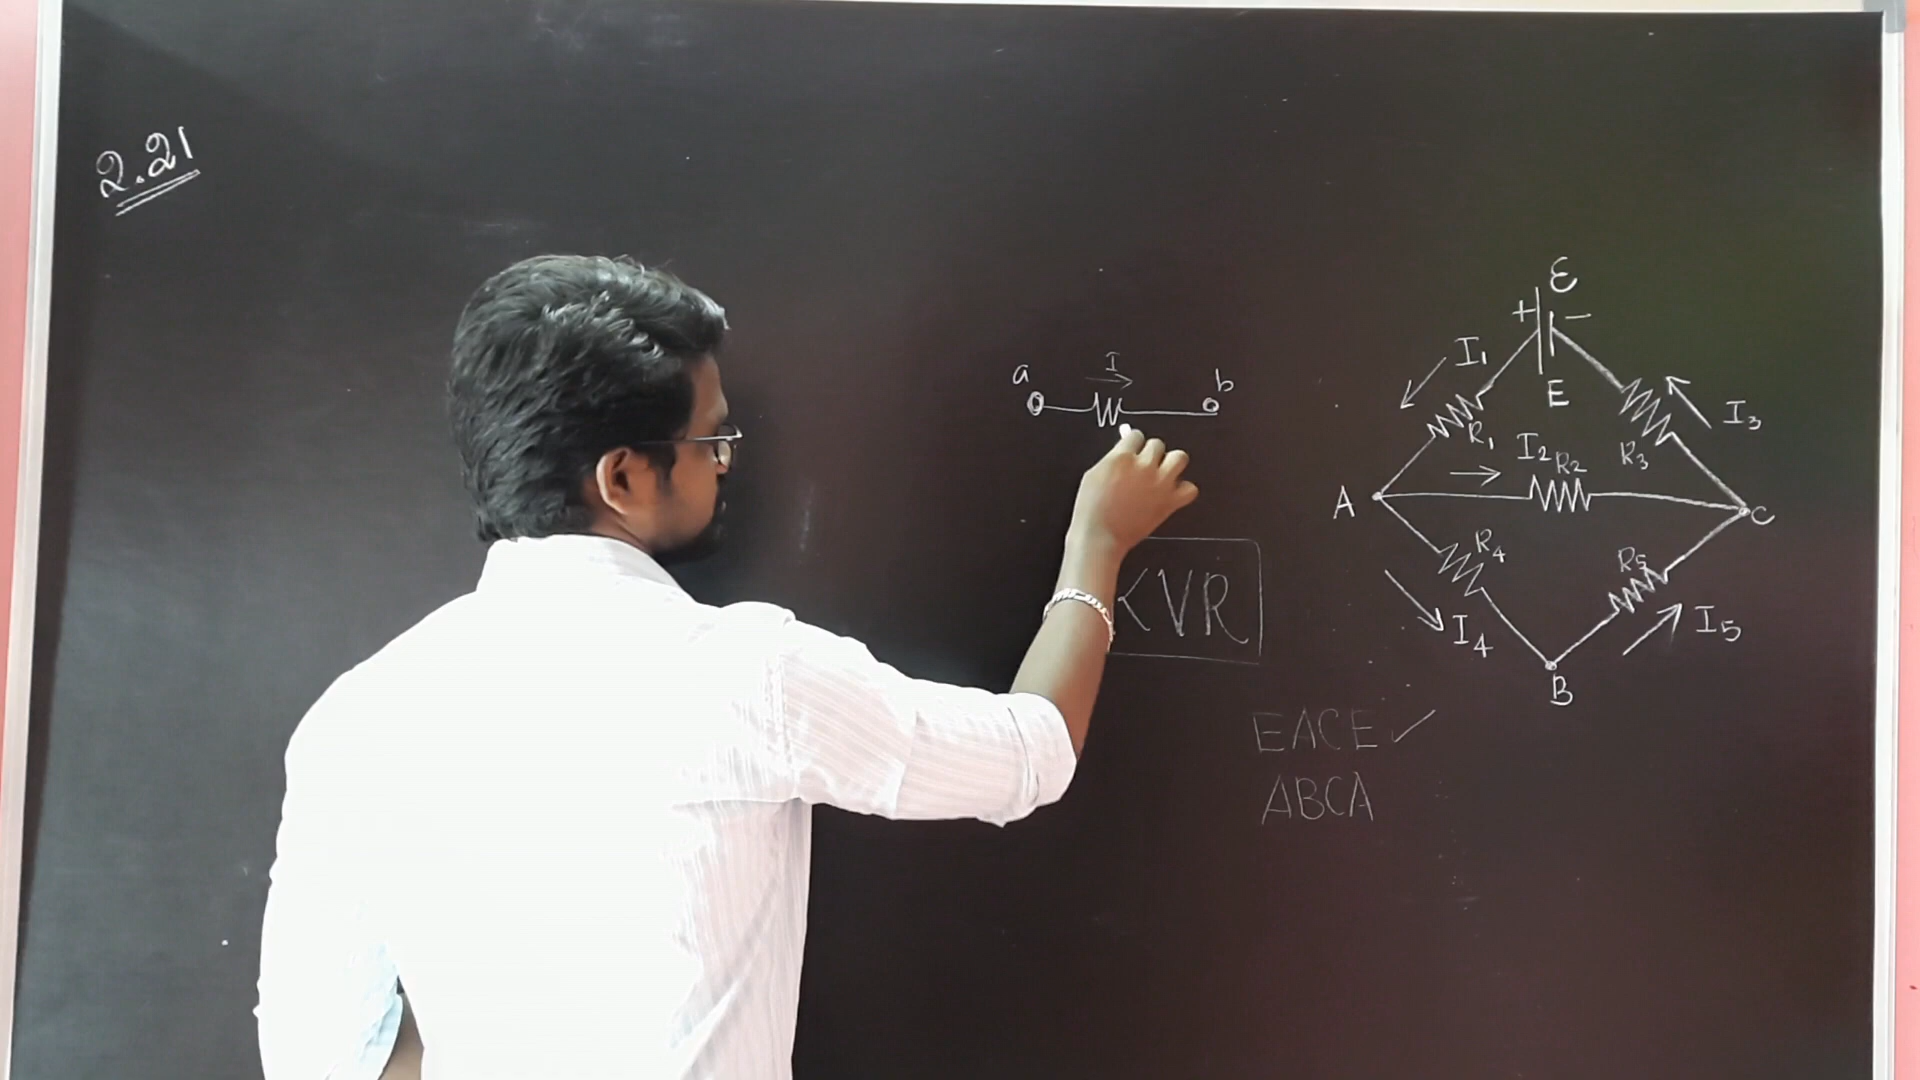 2.21
a
I
b
KVR
EACE ✓
ABCA
ε
+
−
E
I₁
R₁
I₃
R₃
I₂
R₂
A
C
R₄
I₄
R₅
I₅
B